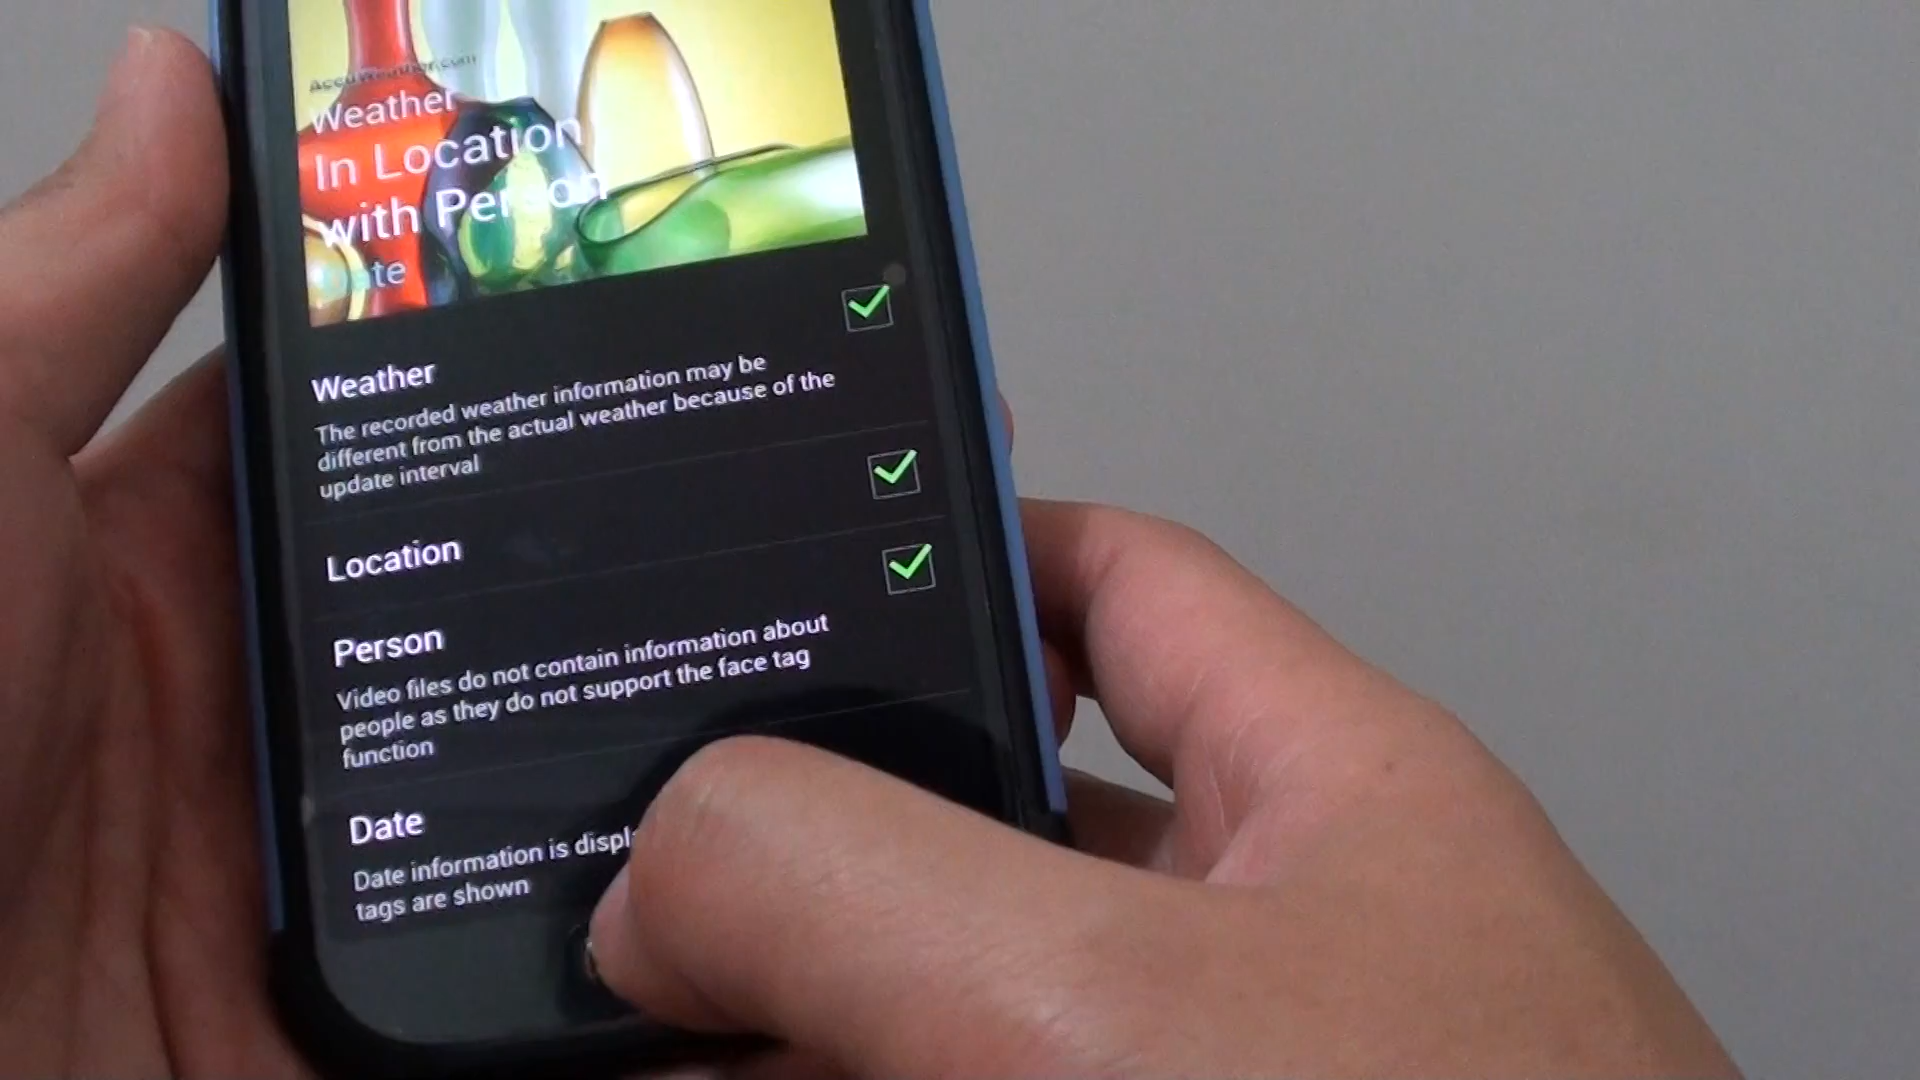 AccuWeather.com
Weather
In Location
with Person
Date
Weather
The recorded weather information may be
different from the actual weather because of the
update interval
Location
Person
Video files do not contain information about
people as they do not support the face tag
function
Date
Date information is
tags are shown